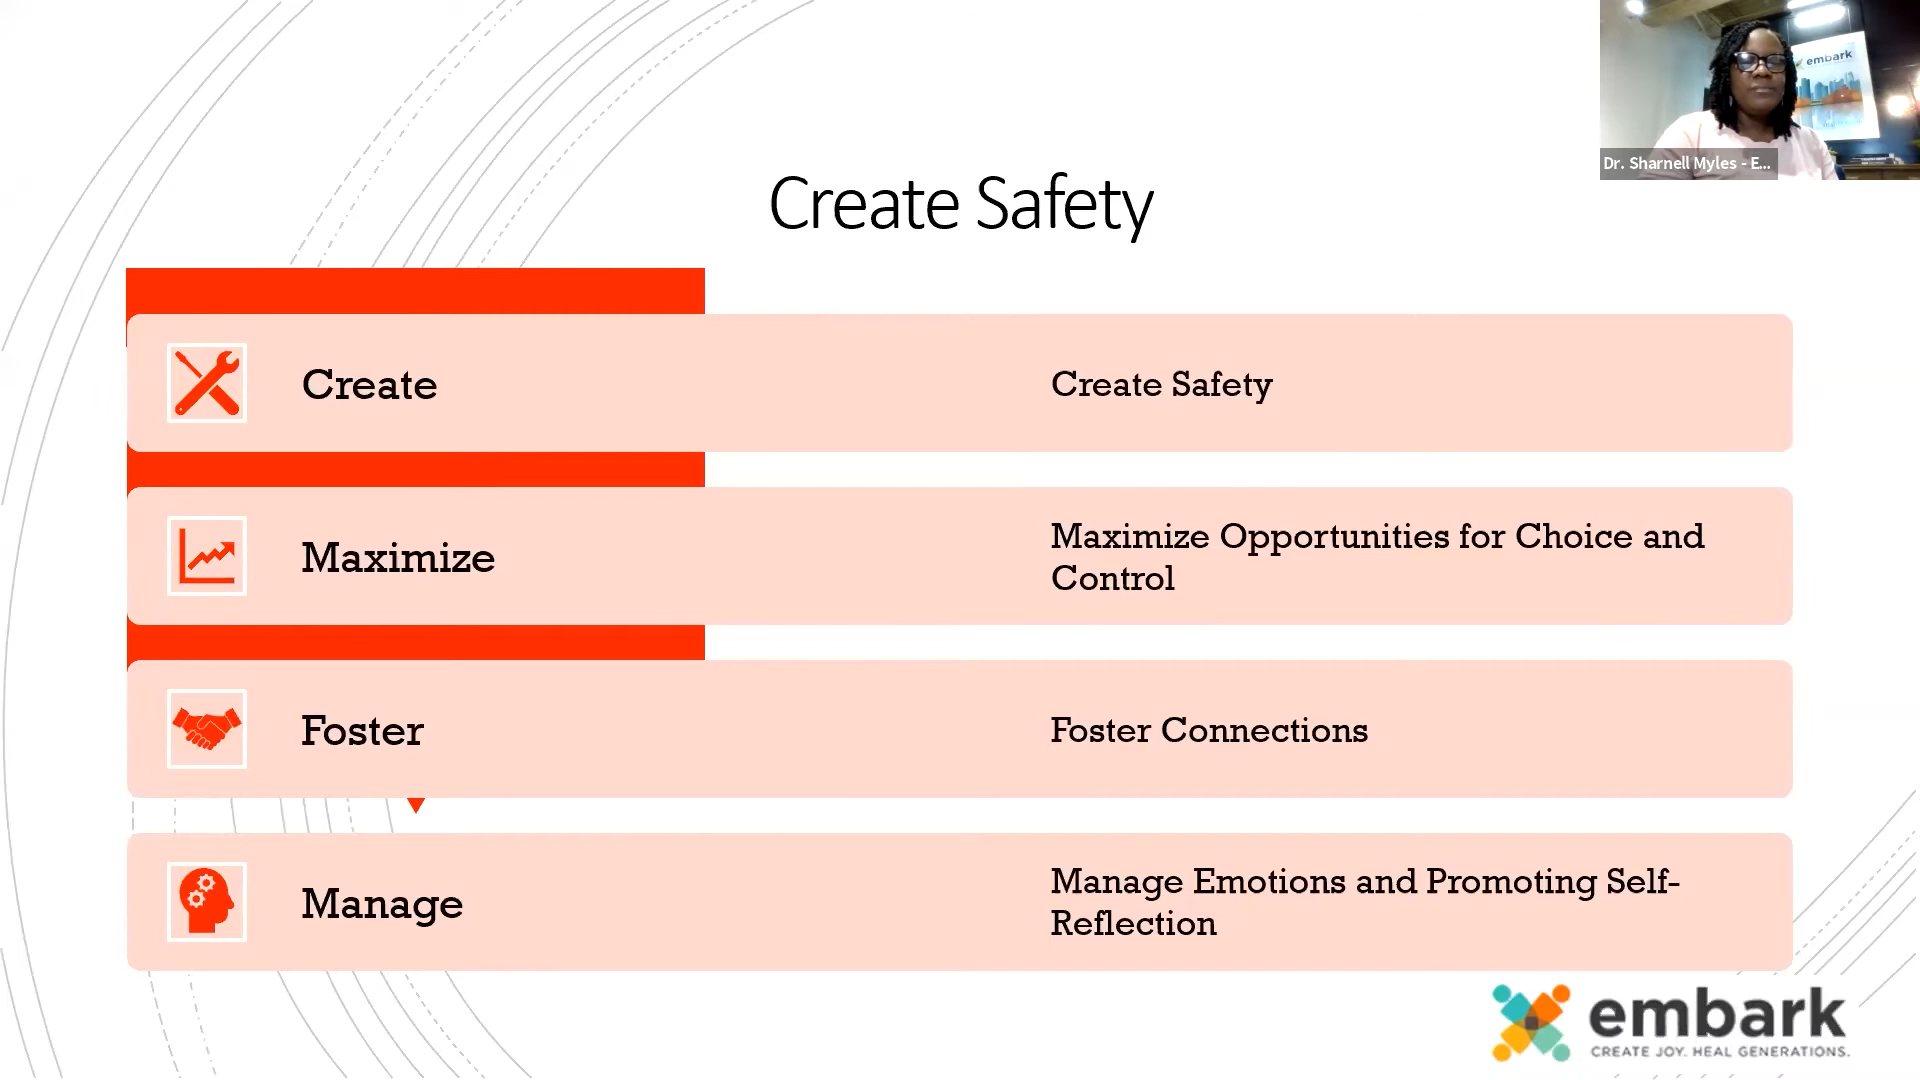 embark
Dr. Sharnell Myles - E...
Create Safety
Create
Create Safety
Maximize
Maximize Opportunities for Choice and
Control
Foster
Foster Connections
Manage
Manage Emotions and Promoting Self-
Reflection
embark
CREATE JOY. HEAL GENERATIONS.